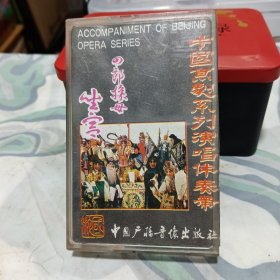 ACCOMPANIMENT OF BEIJING
OPERA SERIES
中国京剧系列演唱伴奏带
四郎探母
坐宫
中国广播音像出版社